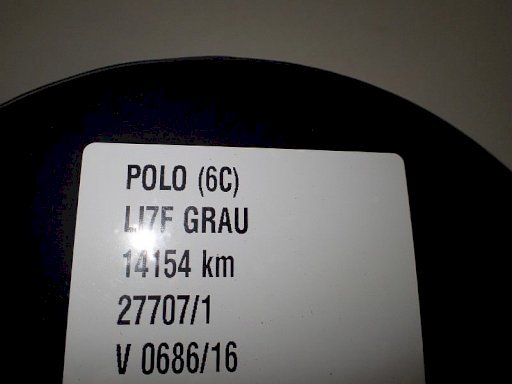 POLO (6C)
LI7F GRAU
14154 km
27707/1
V 0686/16